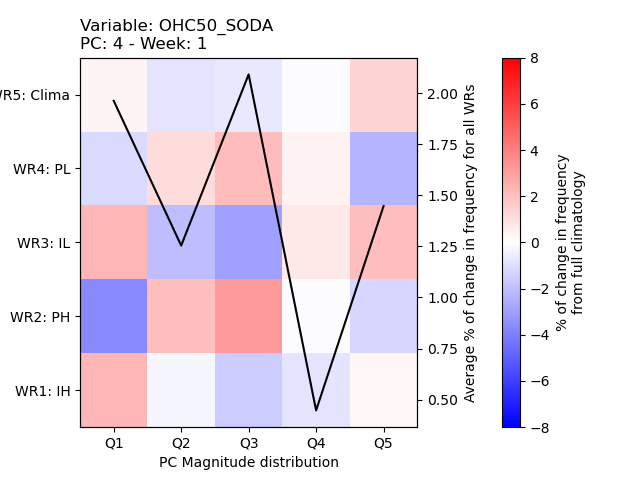 Variable: OHC50_SODA
PC: 4 - Week: 1
WR5: Clima
WR4: PL
WR3: IL
WR2: PH
WR1: IH
Q1 Q2 Q3 Q4 Q5
PC Magnitude distribution
2.00
1.75
1.50
1.25
1.00
0.75
0.50
Average % of change in frequency for all WRs
8
6
4
2
0
−2
−4
−6
−8
% of change in frequency
from full climatology